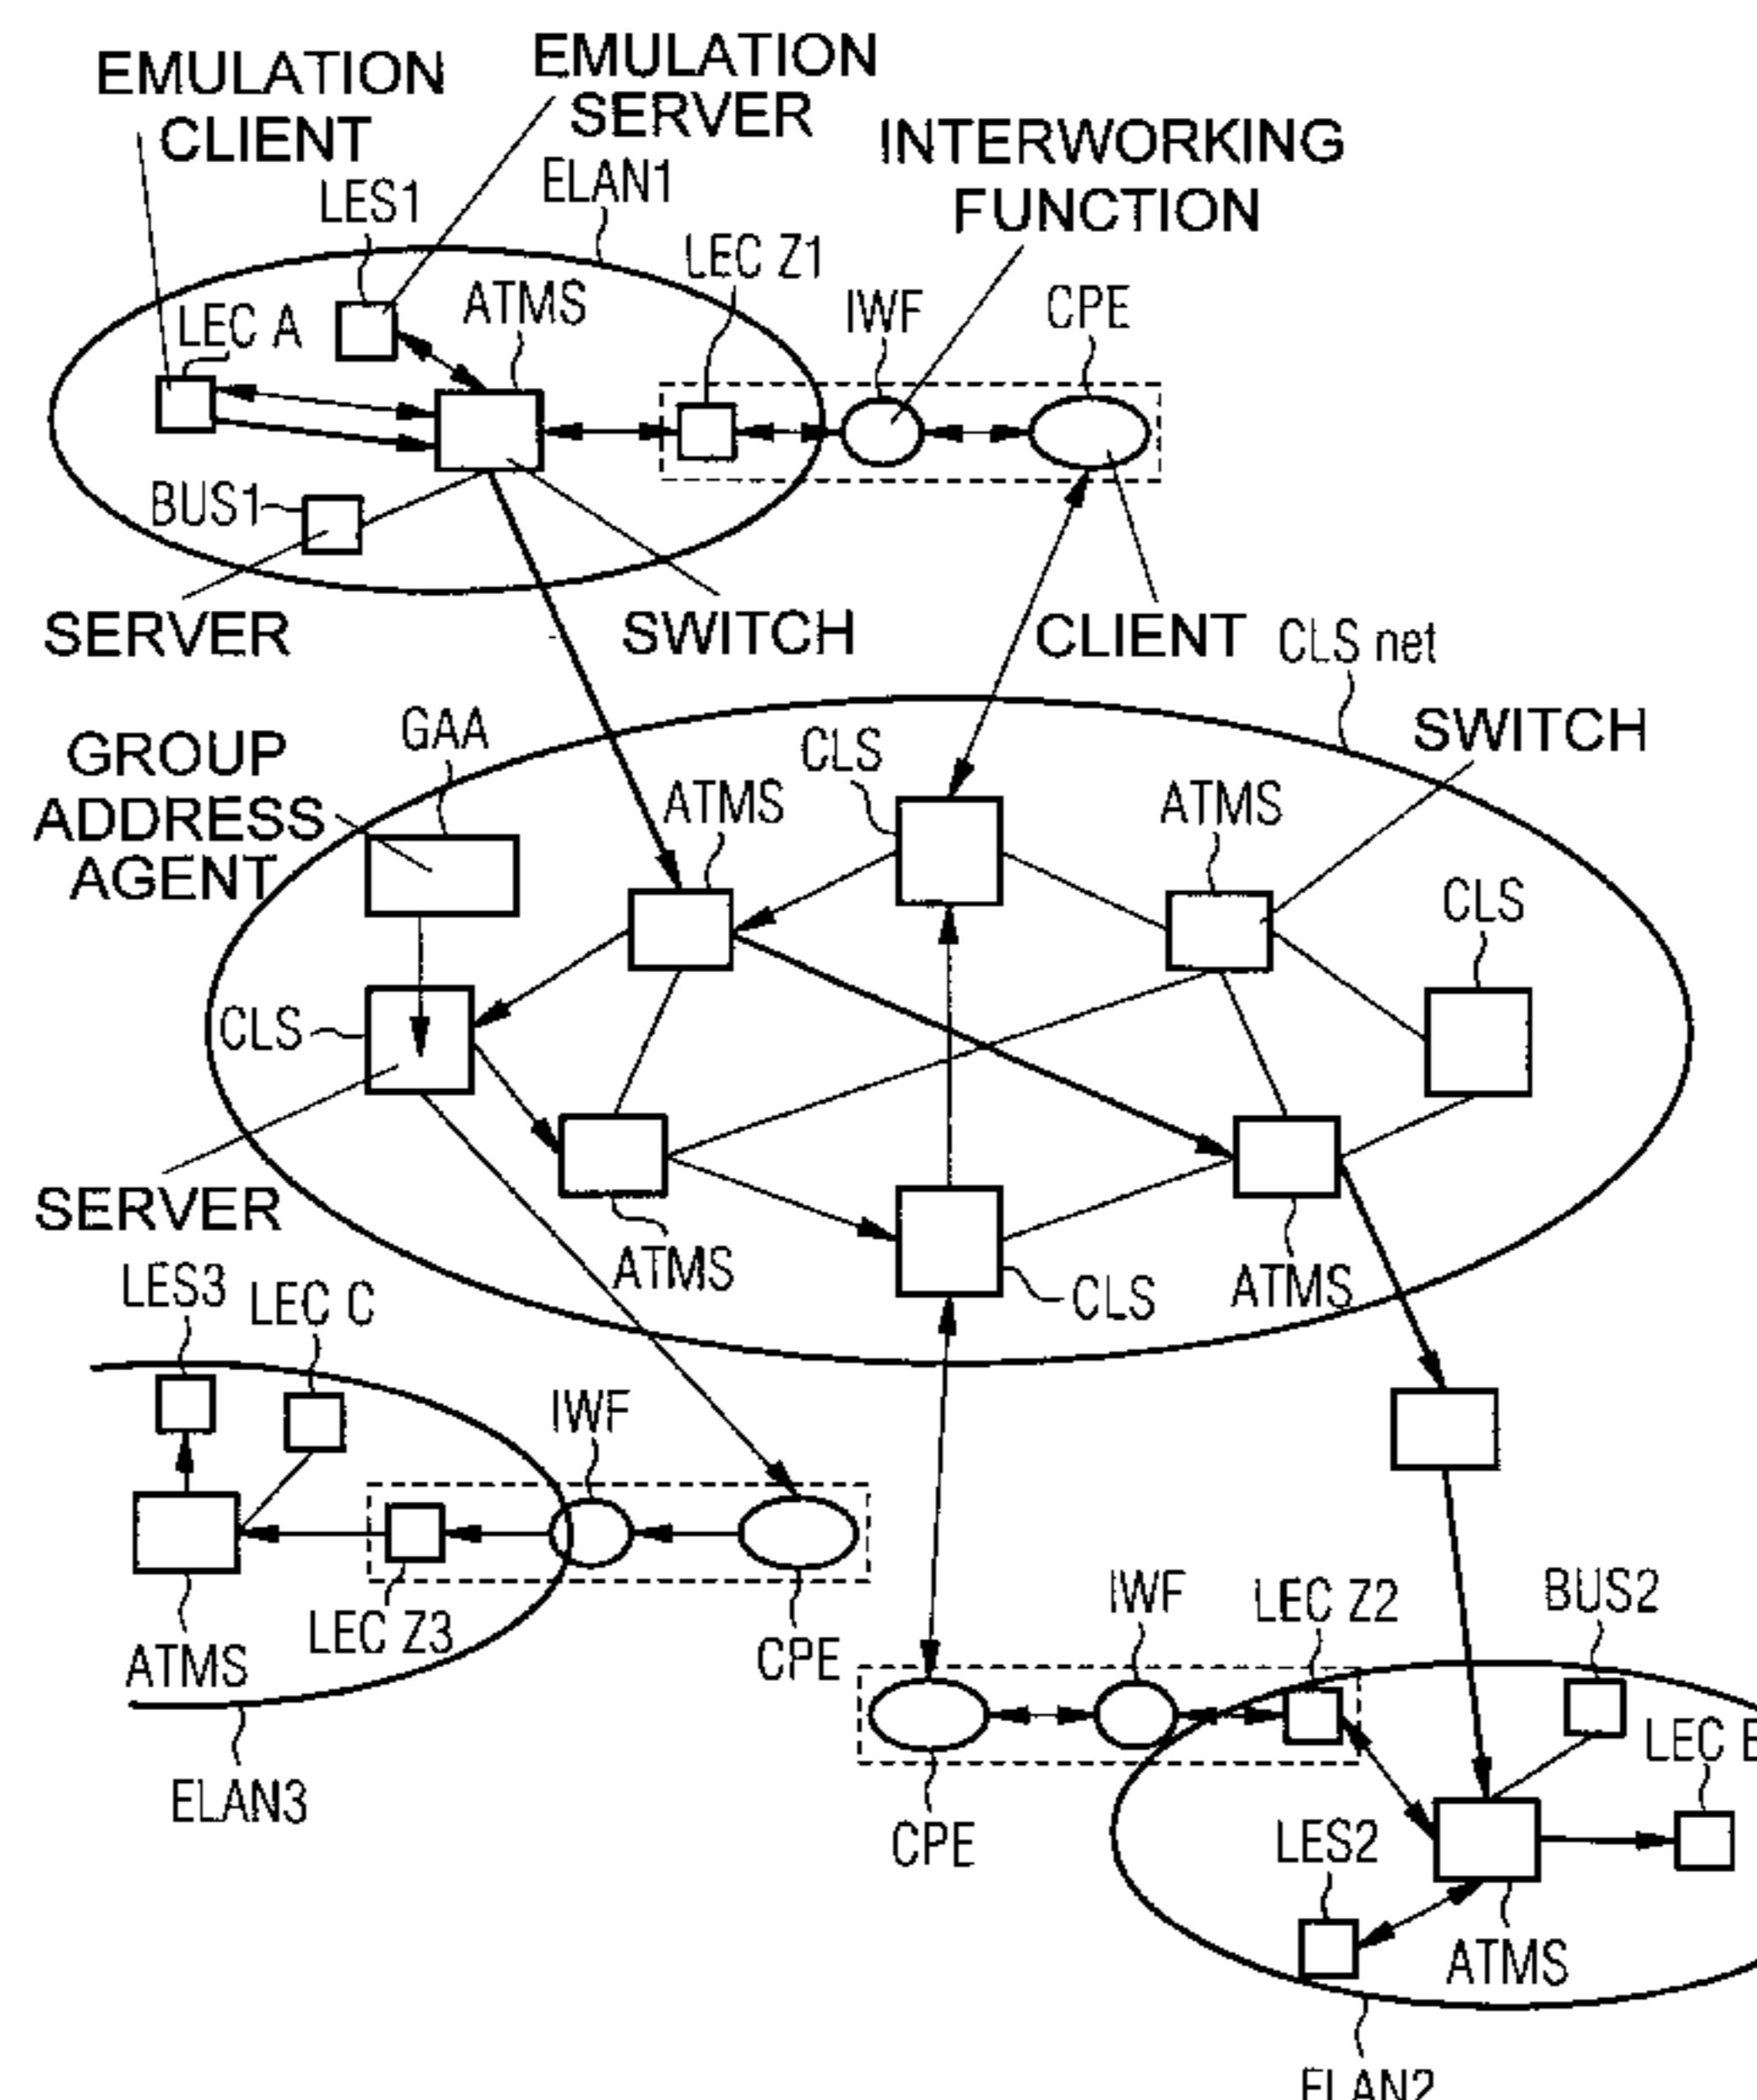 EMULATION
CLIENT
EMULATION
SERVER
INTERWORKING
FUNCTION
LES1
ELAN1
LEC Z1
LEC A
ATMS
IWF
CPE
BUS1
SERVER
SWITCH
CLIENT
CLS net
SWITCH
GROUP
ADDRESS
AGENT
GAA
CLS
ATMS
ATMS
CLS
CLS
SERVER
ATMS
CLS
ATMS
LES3
LEC C
IWF
LEC Z3
CPE
ATMS
ELAN3
IWF
LEC Z2
BUS2
LEC
CPE
LES2
ATMS
ELAN2